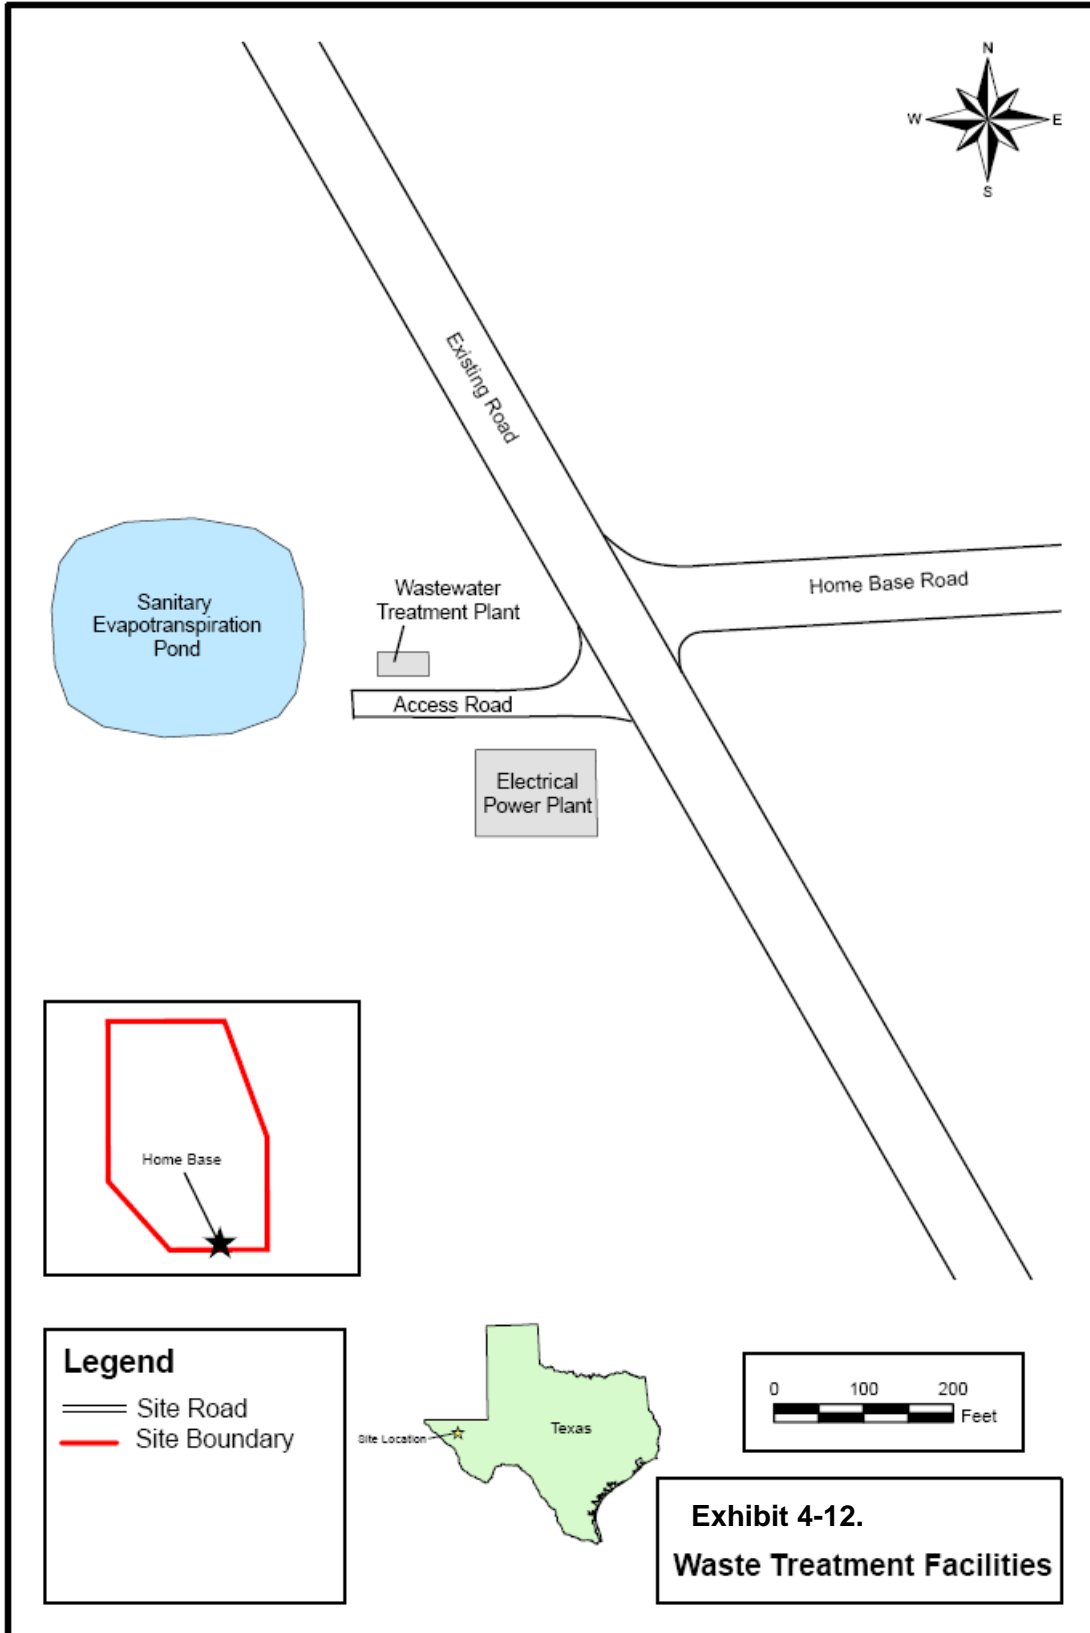 N
W E
S
Existing Road
Home Base Road
Sanitary
Evapotranspiration
Pond
Wastewater
Treatment Plant
Access Road
Electrical
Power Plant
Home Base
Legend
Site Road
Site Boundary
Site Location
Texas
0 100 200
Feet
Exhibit 4-12.
Waste Treatment Facilities